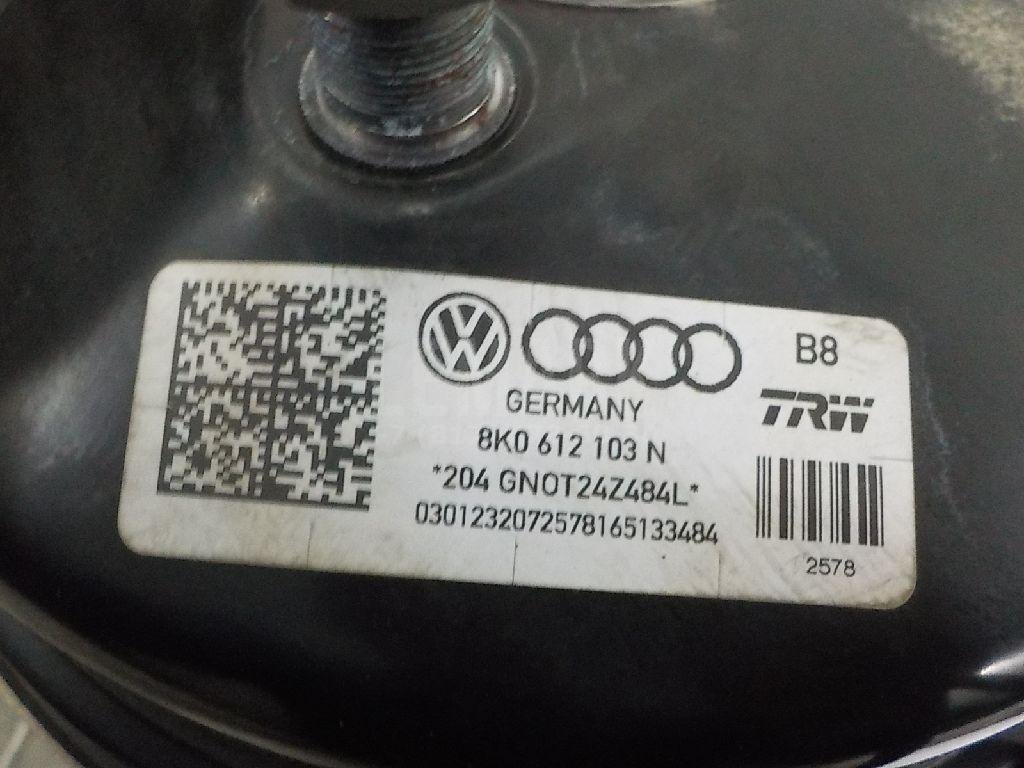 B8
TRW
GERMANY
8K0 612 103 N
*204 GNOT24Z484L*
0301232072578165133484
2578